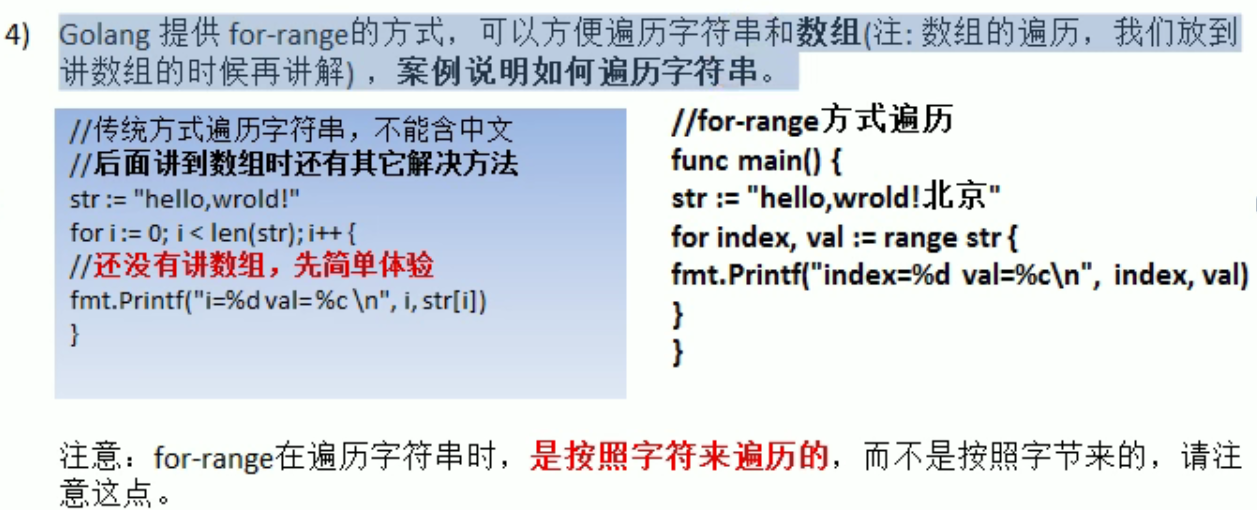 4) Golang 提供 for-range的方式，可以方便遍历字符串和数组(注: 数组的遍历，我们放到
讲数组的时候再讲解) ，案例说明如何遍历字符串。
//传统方式遍历字符串，不能含中文
//后面讲到数组时还有其它解决方法
str := "hello,wrold!"
for i := 0; i < len(str); i++ {
//还没有讲数组，先简单体验
fmt.Printf("i=%d val=%c \n", i, str[i])
}
//for-range方式遍历
func main() {
str := "hello,wrold!北京"
for index, val := range str {
fmt.Printf("index=%d val=%c\n", index, val)
}
}
注意：for-range在遍历字符串时，是按照字符来遍历的，而不是按照字节来的，请注
意这点。